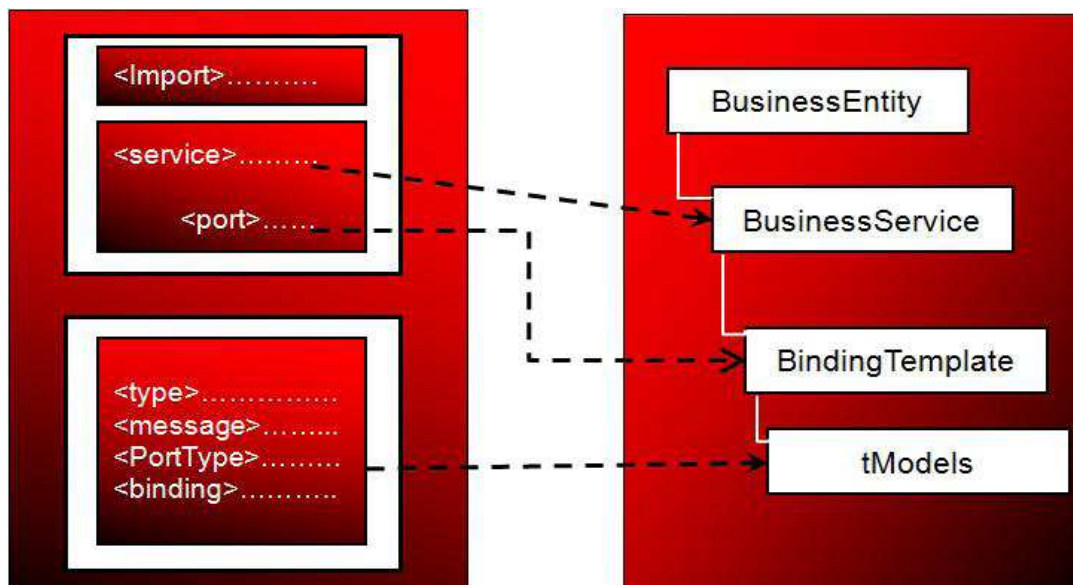 <Import>……….
<service>………
<port>……
<type>……………
<message>……...
<PortType>………
<binding>………..
BusinessEntity
BusinessService
BindingTemplate
tModels